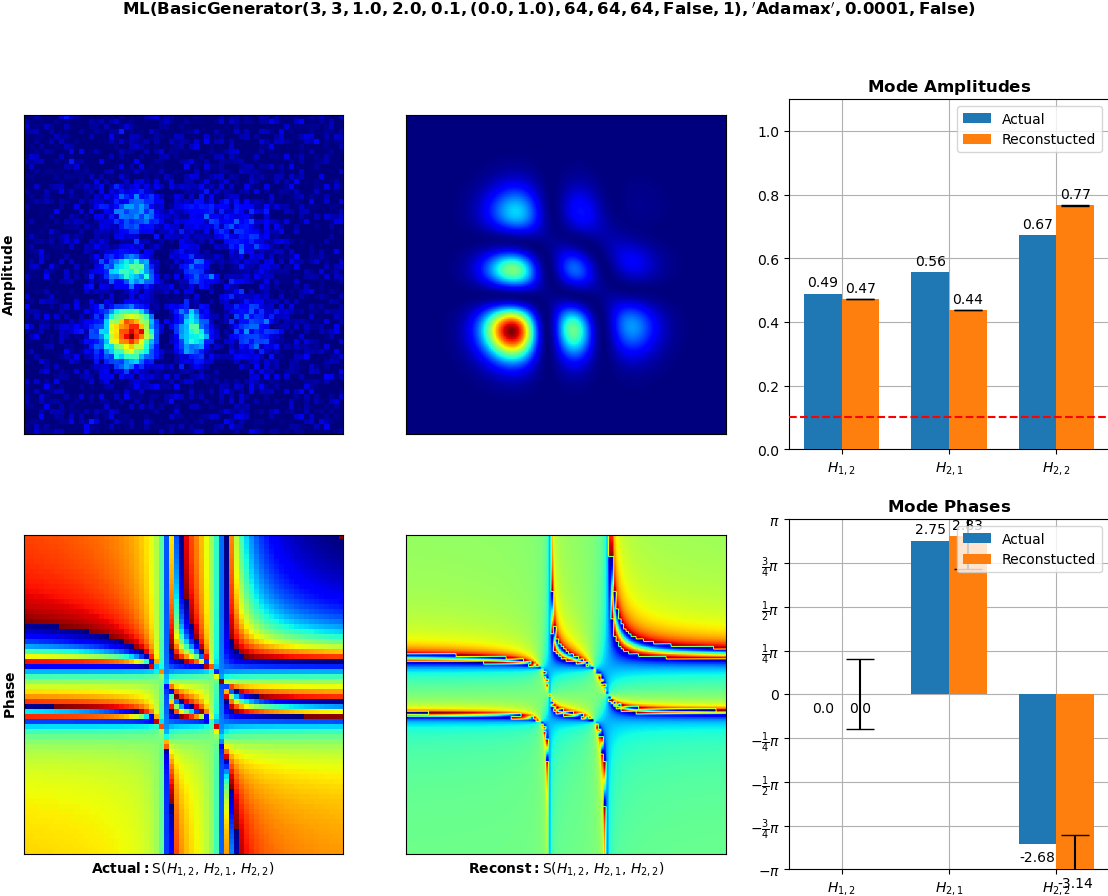 ML(BasicGenerator(3, 3, 1.0, 2.0, 0.1, (0.0, 1.0), 64, 64, 64, False, 1), 'Adamax', 0.0001, False)
Amplitude
Mode Amplitudes
Actual
Reconstucted
1.0
0.8
0.6
0.4
0.2
0.0
0.49
0.47
0.56
0.44
0.67
0.77
H1,2
H2,1
H2,2
Phase
Actual: S(H1,2, H2,1, H2,2)
Reconst: S(H1,2, H2,1, H2,2)
Mode Phases
Actual
Reconstucted
π
3/4π
1/2π
1/4π
0
−1/4π
−1/2π
−3/4π
−π
0.0
0.0
2.75
2.83
-2.68
-3.14
H1,2
H2,1
H2,2